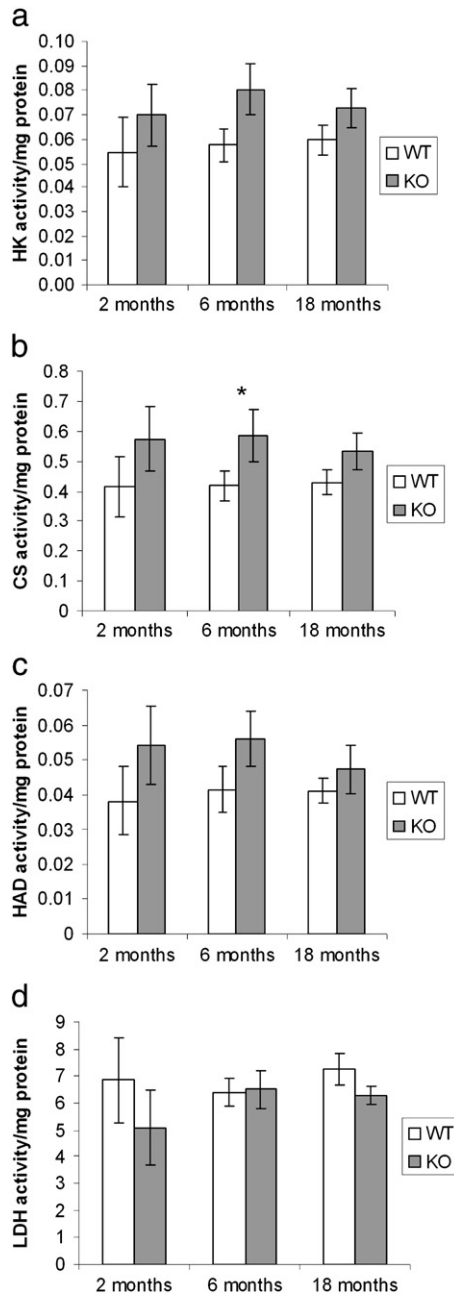 a
HK activity/mg protein
0.10
0.09
0.08
0.07
0.06
0.05
0.04
0.03
0.02
0.01
0.00
2 months 6 months 18 months
WT
KO
b
CS activity/mg protein
0.8
0.7
0.6
0.5
0.4
0.3
0.2
0.1
0
*
2 months 6 months 18 months
WT
KO
c
HAD activity/mg protein
0.07
0.06
0.05
0.04
0.03
0.02
0.01
0
2 months 6 months 18 months
WT
KO
d
LDH activity/mg protein
9
8
7
6
5
4
3
2
1
0
2 months 6 months 18 months
WT
KO